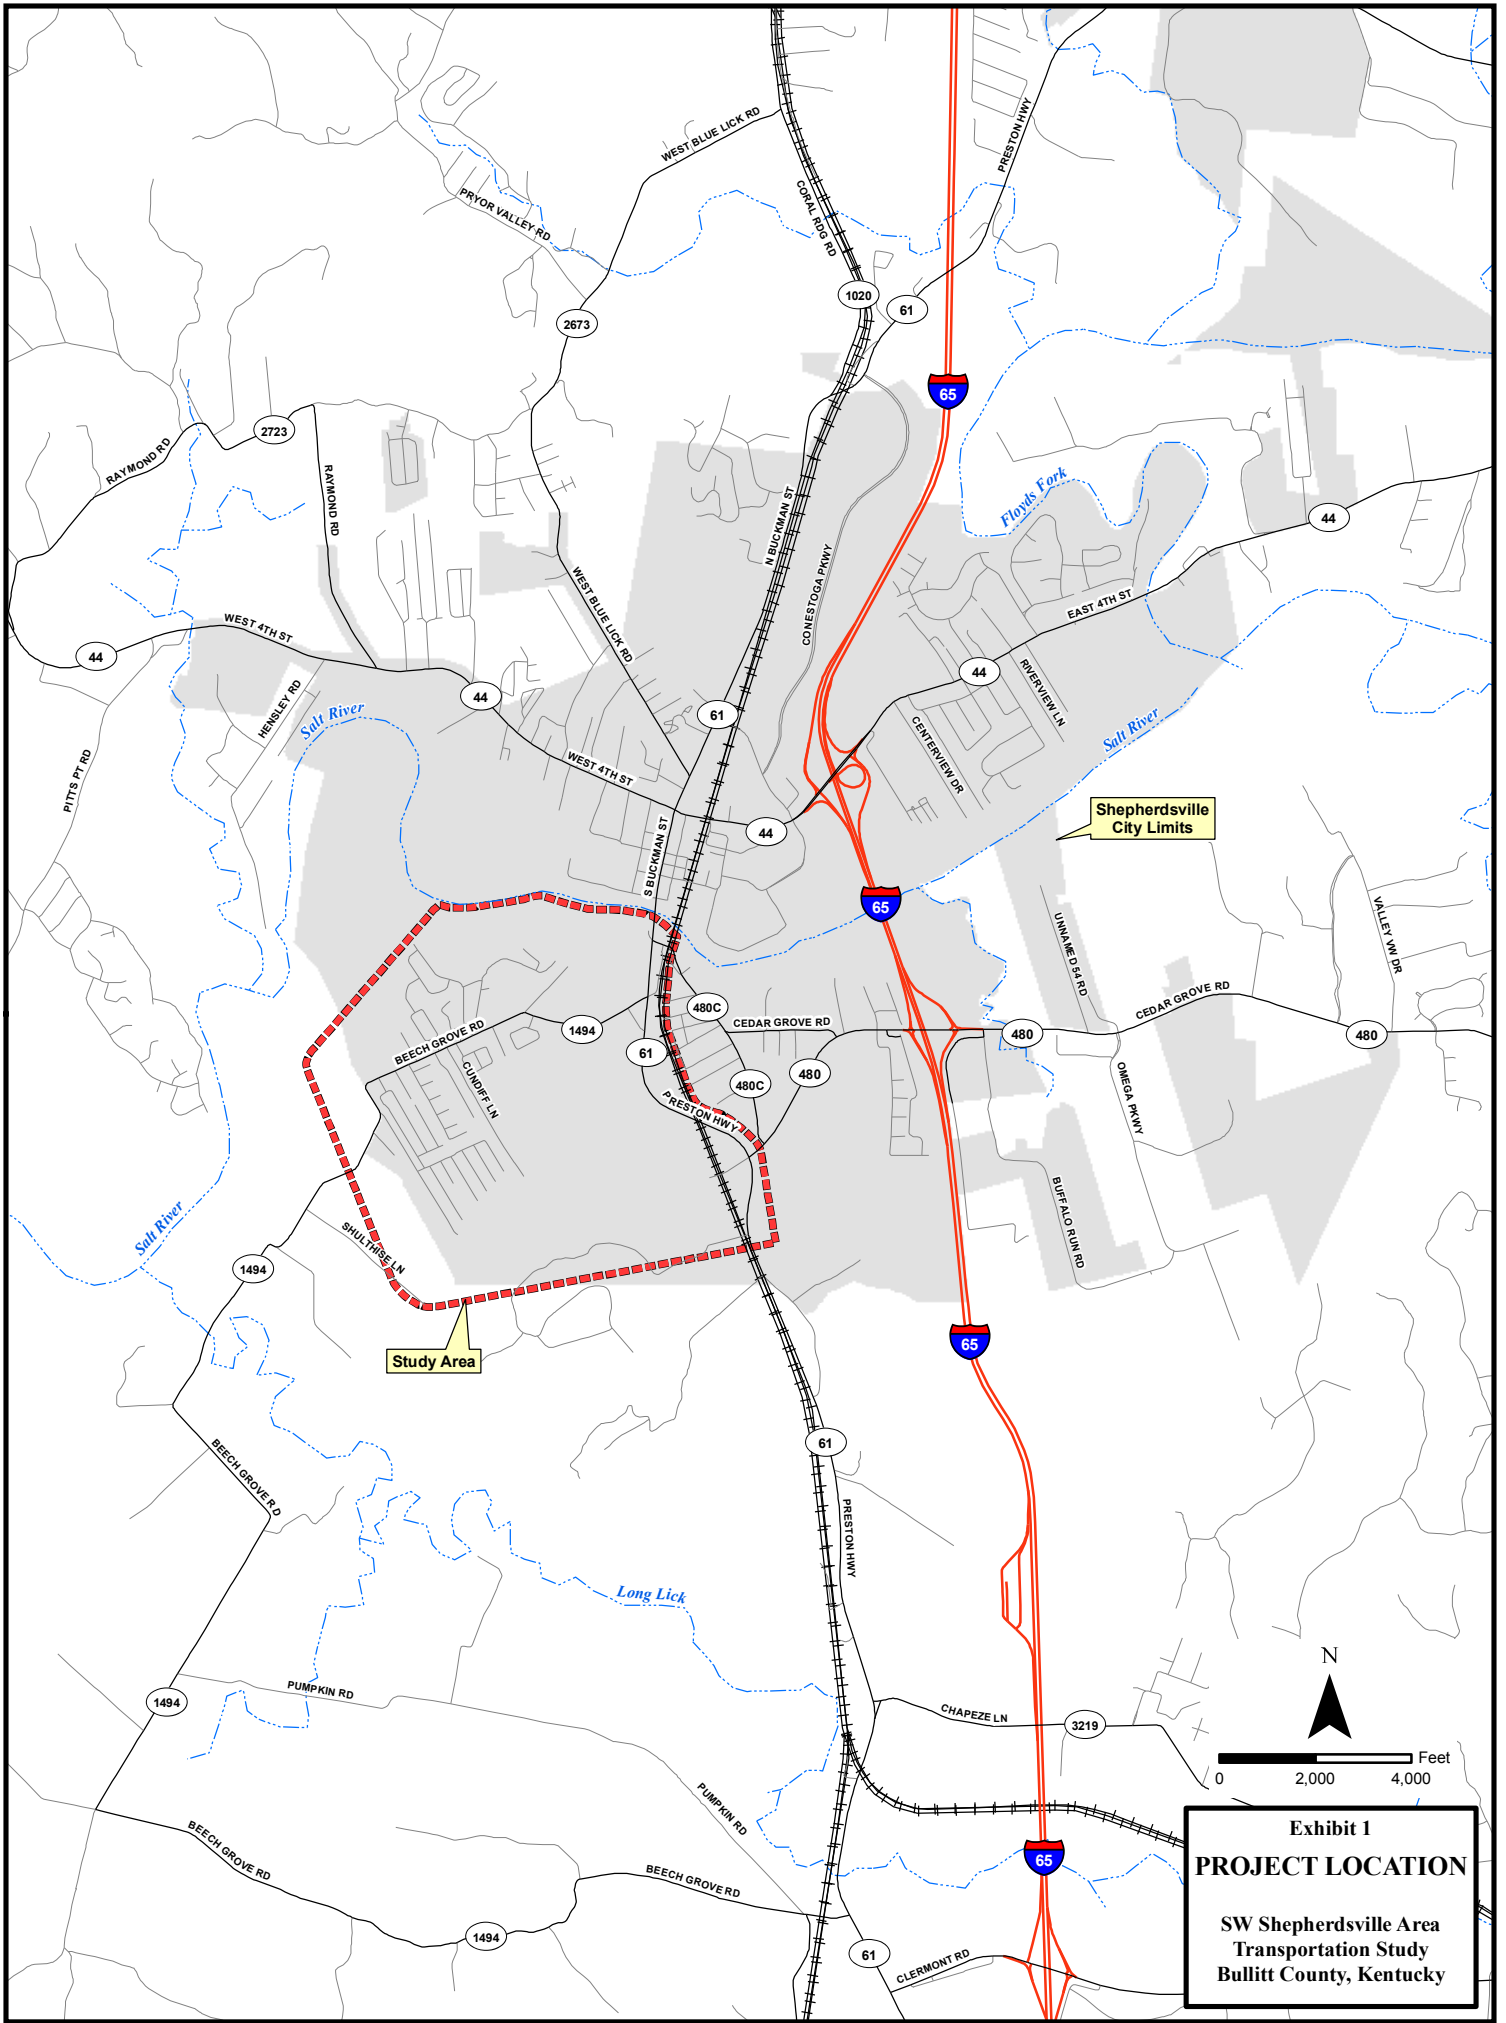 WEST BLUE LICK RD
PRESTON HWY
PRYOR VALLEY RD
CORAL RDG RD
1020
61
2673
65
2723
RAYMOND RD
RAYMOND RD
Floyds Fork
44
N BUCKMAN ST
CONESTOGA PKWY
WEST BLUE LICK RD
EAST 4TH ST
WEST 4TH ST
44
44
44
RIVERVIEW LN
HENSLEY RD
Salt River
61
Salt River
CENTERVIEW DR
PITTS PT RD
WEST 4TH ST
44
Shepherdsville
City Limits
S BUCKMAN ST
65
UNNAMED 54 RD
VALLEY VW DR
480C
CEDAR GROVE RD
CEDAR GROVE RD
1494
480
480
BEECH GROVE RD
61
CUNDIFF LN
480C
480
OMEGA PKWY
PRESTON HWY
BUFFALO RUN RD
Salt River
SHULTHISE LN
1494
65
Study Area
61
BEECH GROVE RD
PRESTON HWY
Long Lick
PUMPKIN RD
1494
CHAPEZE LN
3219
N
Feet
0 2,000 4,000
PUMPKIN RD
BEECH GROVE RD
65
BEECH GROVE RD
1494
61
CLERMONT RD
Exhibit 1
PROJECT LOCATION
SW Shepherdsville Area
Transportation Study
Bullitt County, Kentucky